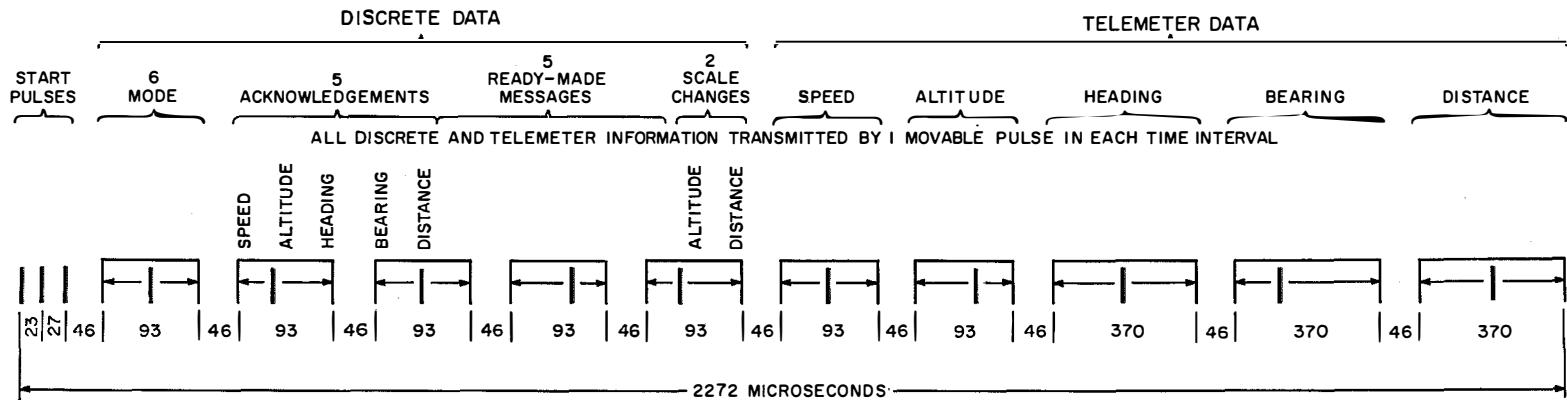 DISCRETE DATA
TELEMETER DATA
START PULSES
6 MODE
5 ACKNOWLEDGEMENTS
5 READY-MADE MESSAGES
2 SCALE CHANGES
SPEED
ALTITUDE
HEADING
BEARING
DISTANCE
ALL DISCRETE AND TELEMETER INFORMATION TRANSMITTED BY 1 MOVABLE PULSE IN EACH TIME INTERVAL
SPEED
ALTITUDE
HEADING
BEARING
DISTANCE
ALTITUDE
DISTANCE
23 27 46 93 46 93 46 93 46 93 46 93 46 93 46 93 46 370 46 370 46 370
2272 MICROSECONDS